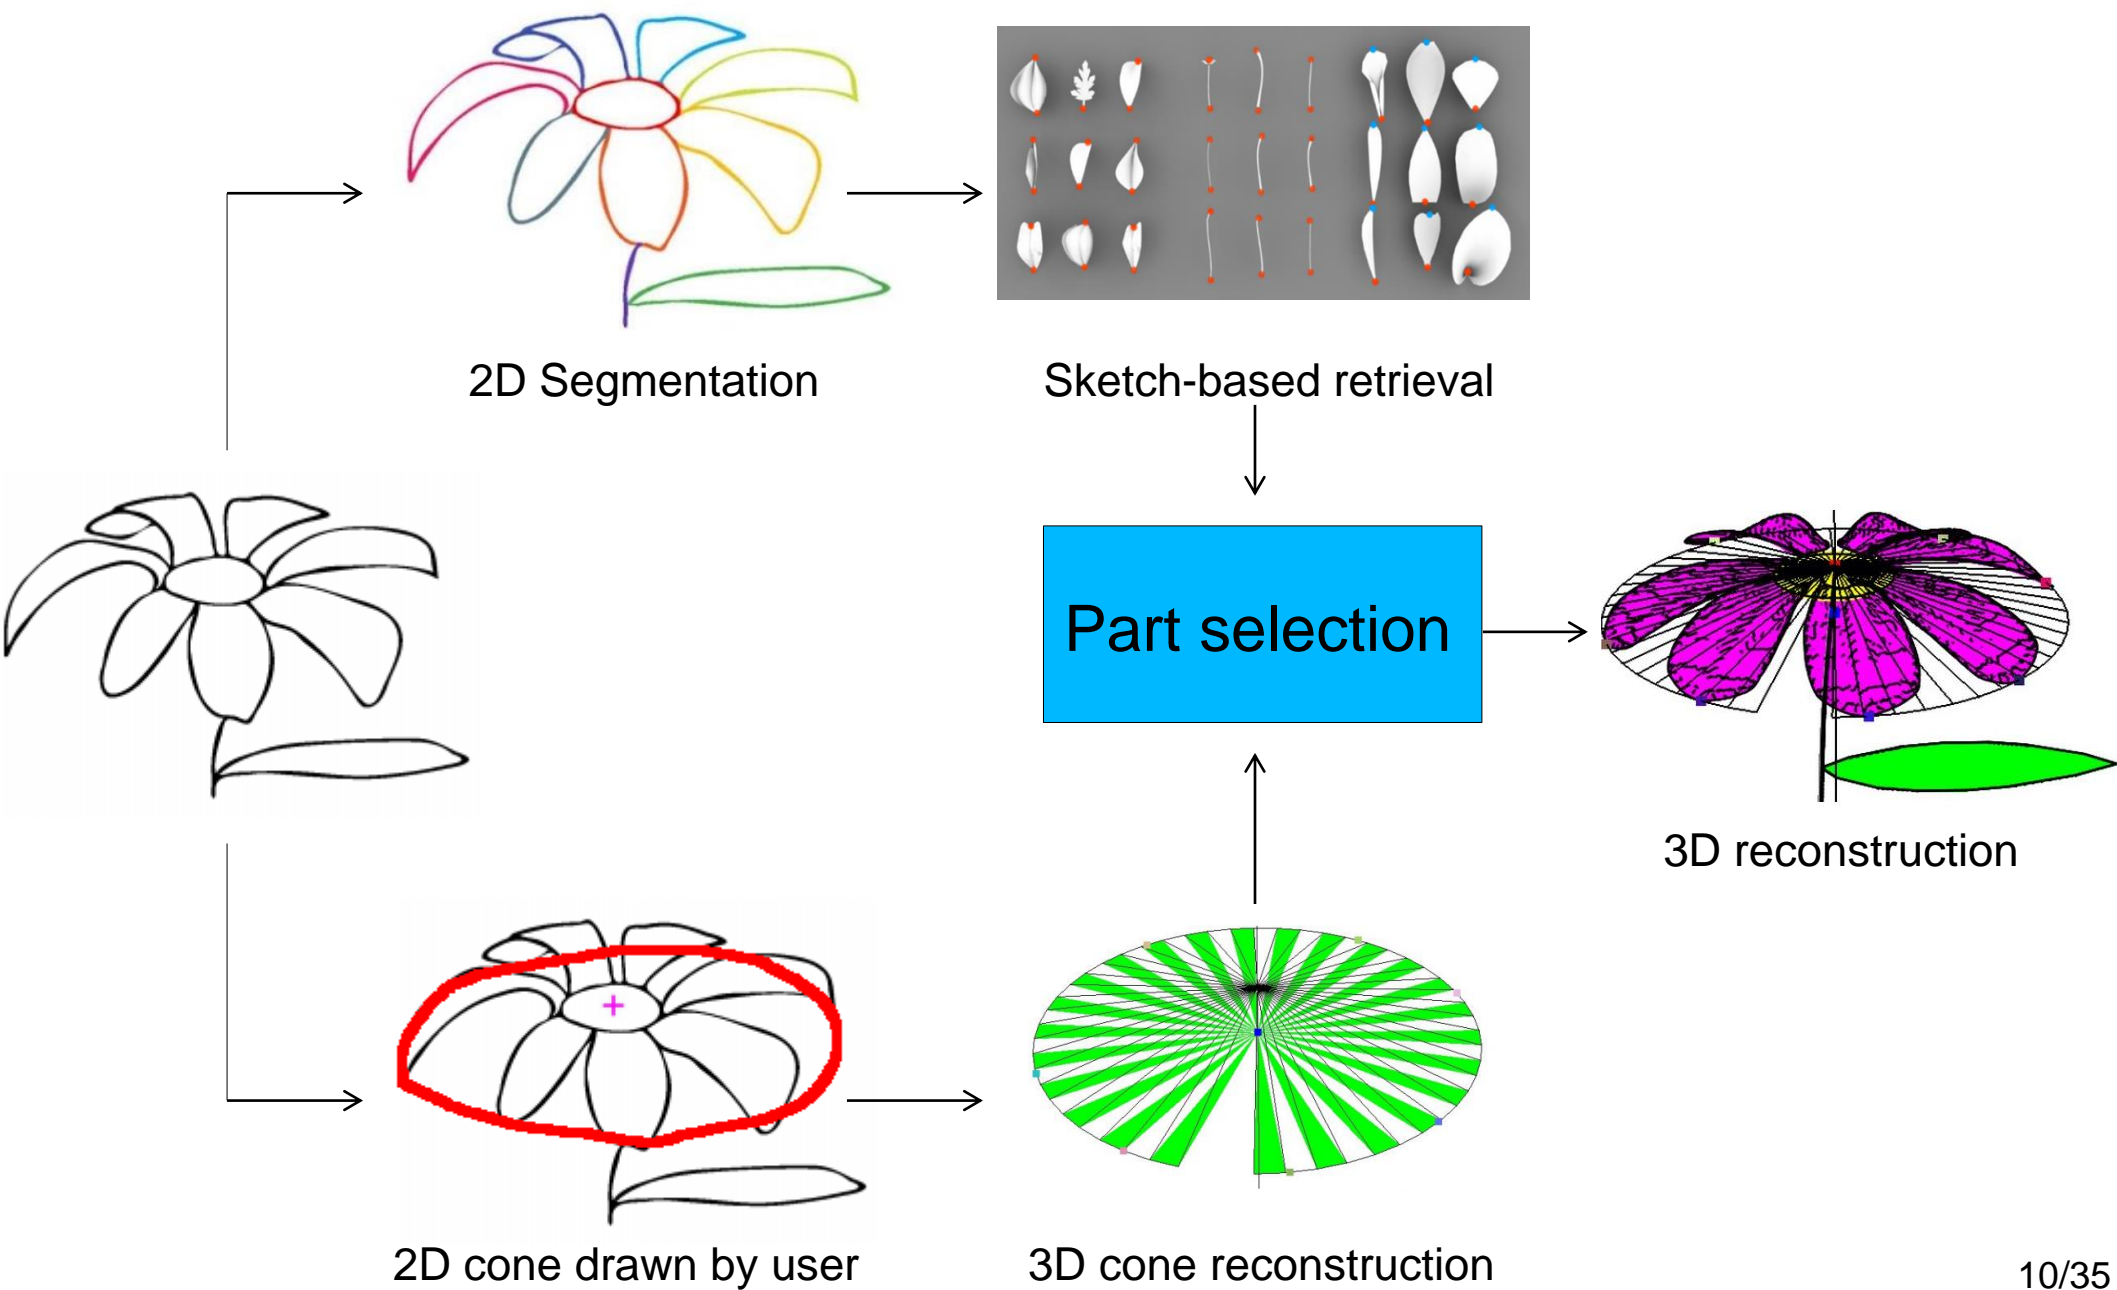 2D Segmentation
Sketch-based retrieval
Part selection
3D reconstruction
2D cone drawn by user
3D cone reconstruction
10/35